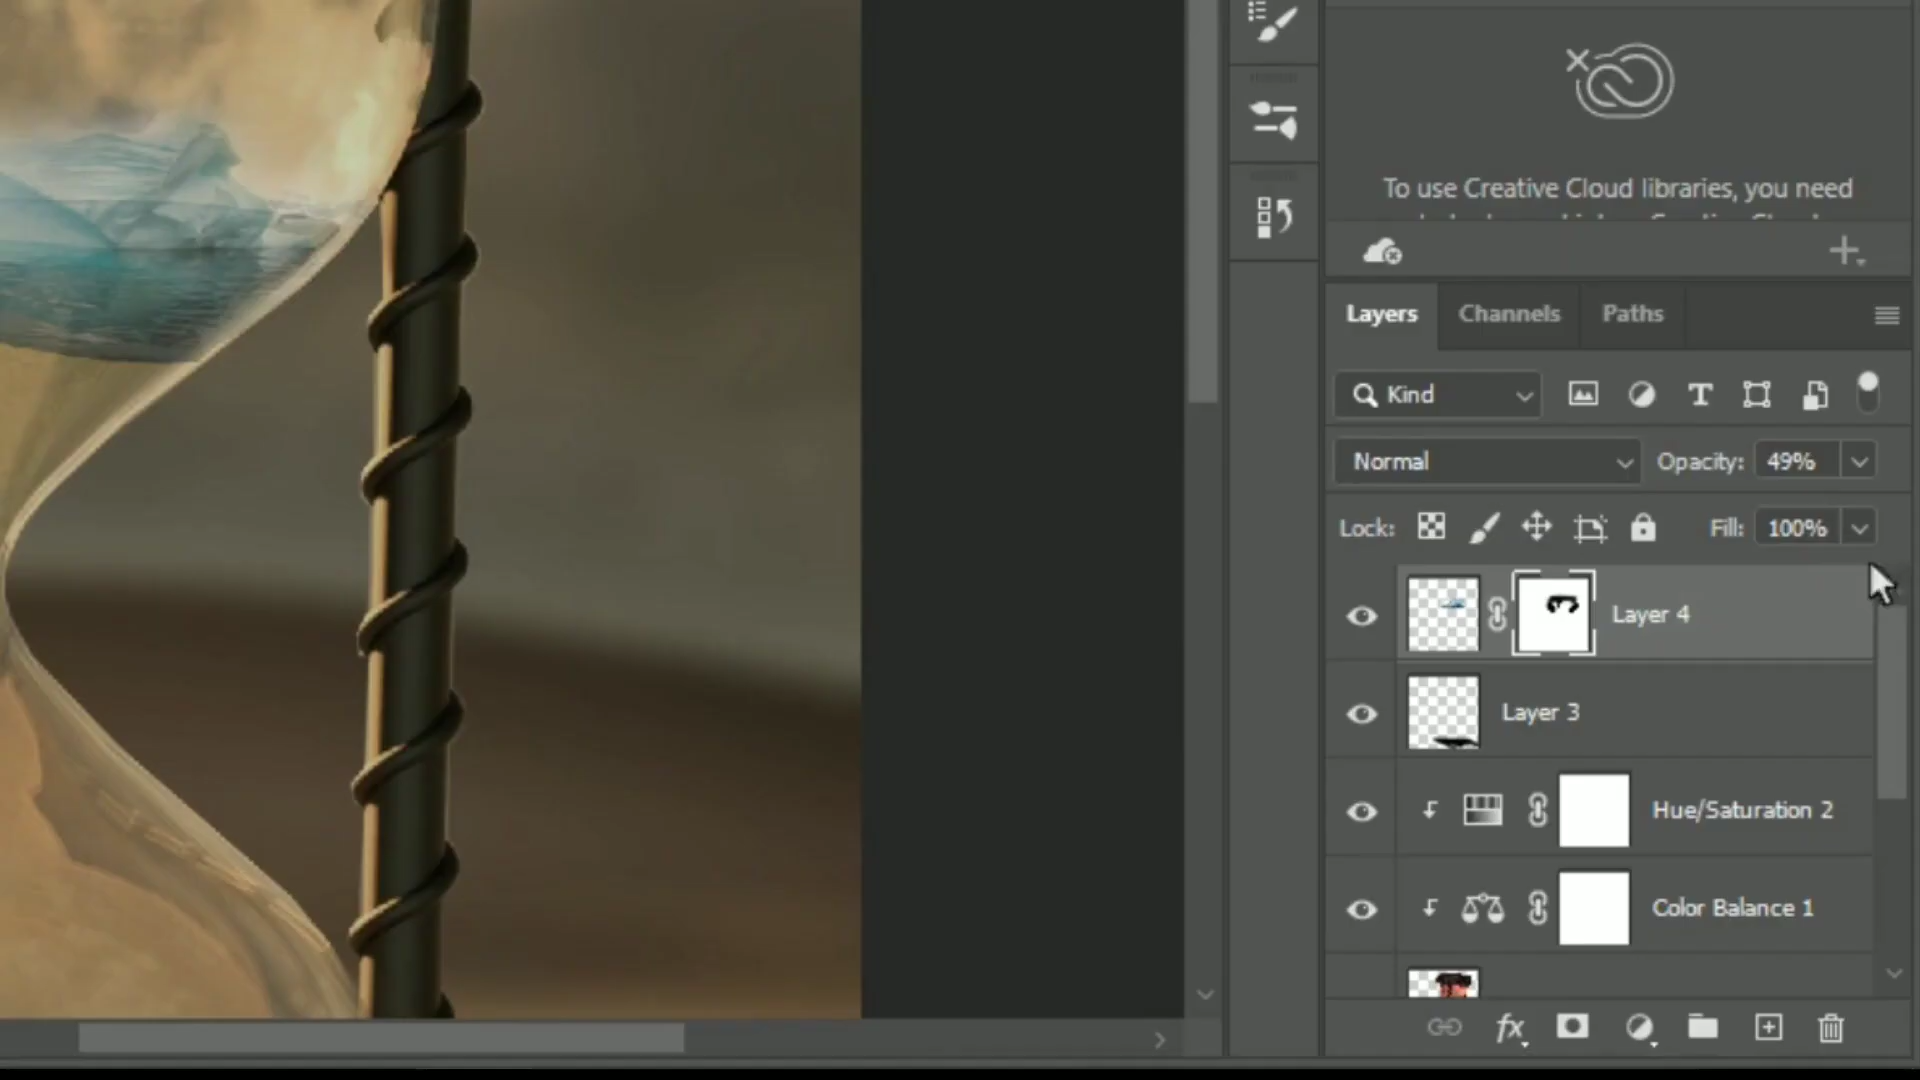 To use Creative Cloud libraries, you need
Layers Channels Paths
Kind
Normal Opacity: 49%
Lock: Fill: 100%
Layer 4
Layer 3
Hue/Saturation 2
Color Balance 1
fx